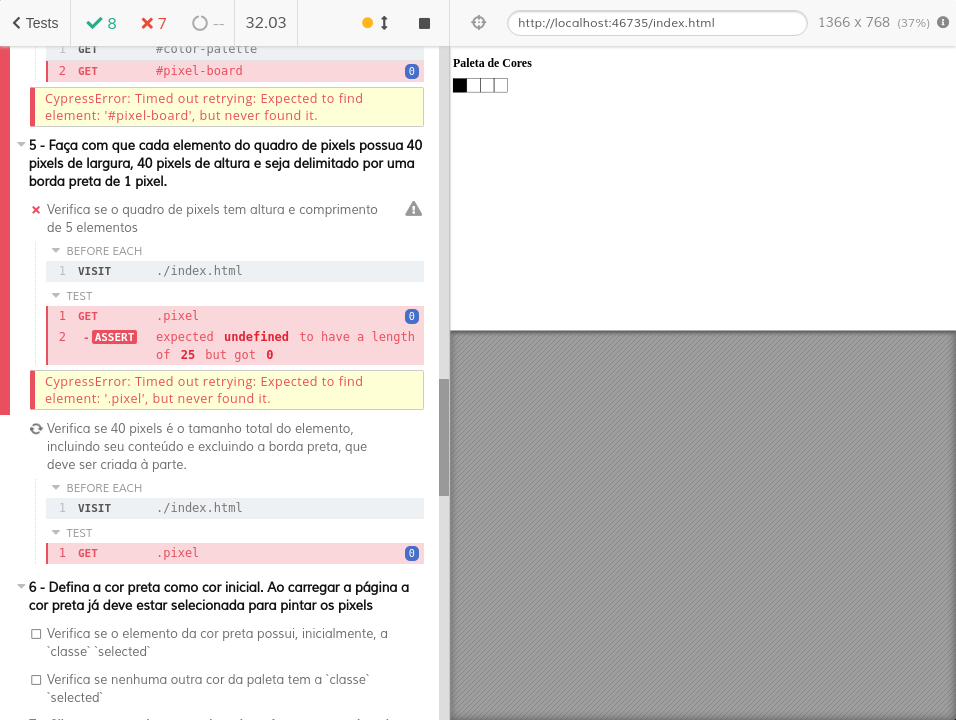 Tests
8
7
--
32.03
http://localhost:46735/index.html
1366 x 768 (37%)
1 GET #color-palette
2 GET #pixel-board 0
CypressError: Timed out retrying: Expected to find
element: '#pixel-board', but never found it.
5 - Faça com que cada elemento do quadro de pixels possua 40
pixels de largura, 40 pixels de altura e seja delimitado por uma
borda preta de 1 pixel.
Verifica se o quadro de pixels tem altura e comprimento
de 5 elementos
BEFORE EACH
1 VISIT ./index.html
TEST
1 GET .pixel 0
2 -ASSERT expected undefined to have a length
of 25 but got 0
CypressError: Timed out retrying: Expected to find
element: '.pixel', but never found it.
Verifica se 40 pixels é o tamanho total do elemento,
incluindo seu conteúdo e excluindo a borda preta, que
deve ser criada à parte.
BEFORE EACH
1 VISIT ./index.html
TEST
1 GET .pixel 0
6 - Defina a cor preta como cor inicial. Ao carregar a página a
cor preta já deve estar selecionada para pintar os pixels
Verifica se o elemento da cor preta possui, inicialmente, a
`classe` `selected`
Verifica se nenhuma outra cor da paleta tem a `classe`
`selected`
Paleta de Cores